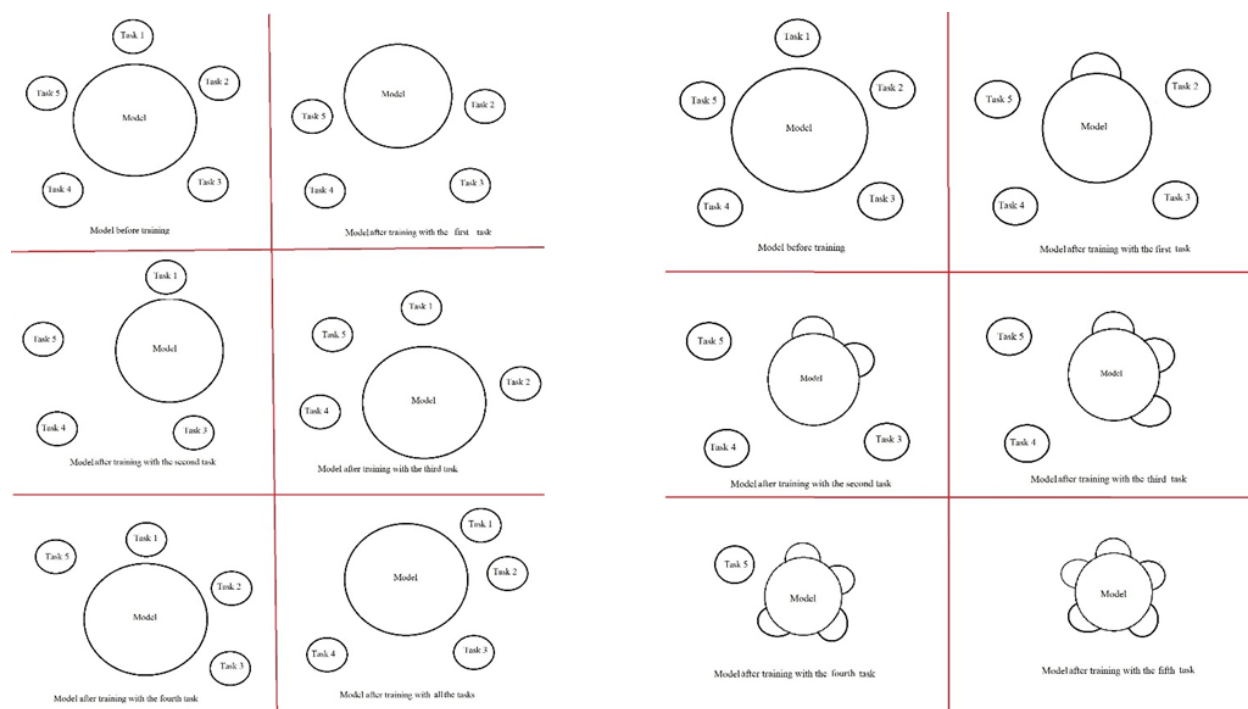 Task 1
Task 2
Task 5
Model
Task 4
Task 3
Model before training
Model
Task 2
Task 5
Task 4
Task 3
Model after training with the first task
Task 1
Task 5
Model
Task 4
Task 3
Model after training with the second task
Task 1
Task 5
Task 2
Model
Task 4
Model after training with the third task
Task 1
Task 5
Task 2
Model
Task 3
Model after training with the fourth task
Task 1
Model
Task 2
Task 4
Task 3
Model after training with all the tasks
Task 1
Task 2
Task 5
Model
Task 4
Task 3
Model before training
Task 5
Task 2
Model
Task 4
Task 3
Model after training with the first task
Task 5
Model
Task 4
Task 3
Model after training with the second task
Task 5
Model
Task 4
Model after training with the third task
Task 5
Model
Model after training with the fourth task
Model
Model after training with the fifth task